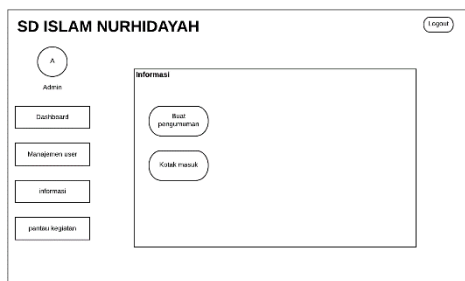 SD ISLAM NURHIDAYAH
Logout
A
Admin
Informasi
Dashboard
Buat
pengumuman
Manajemen user
Kotak masuk
informasi
pantau kegiatan